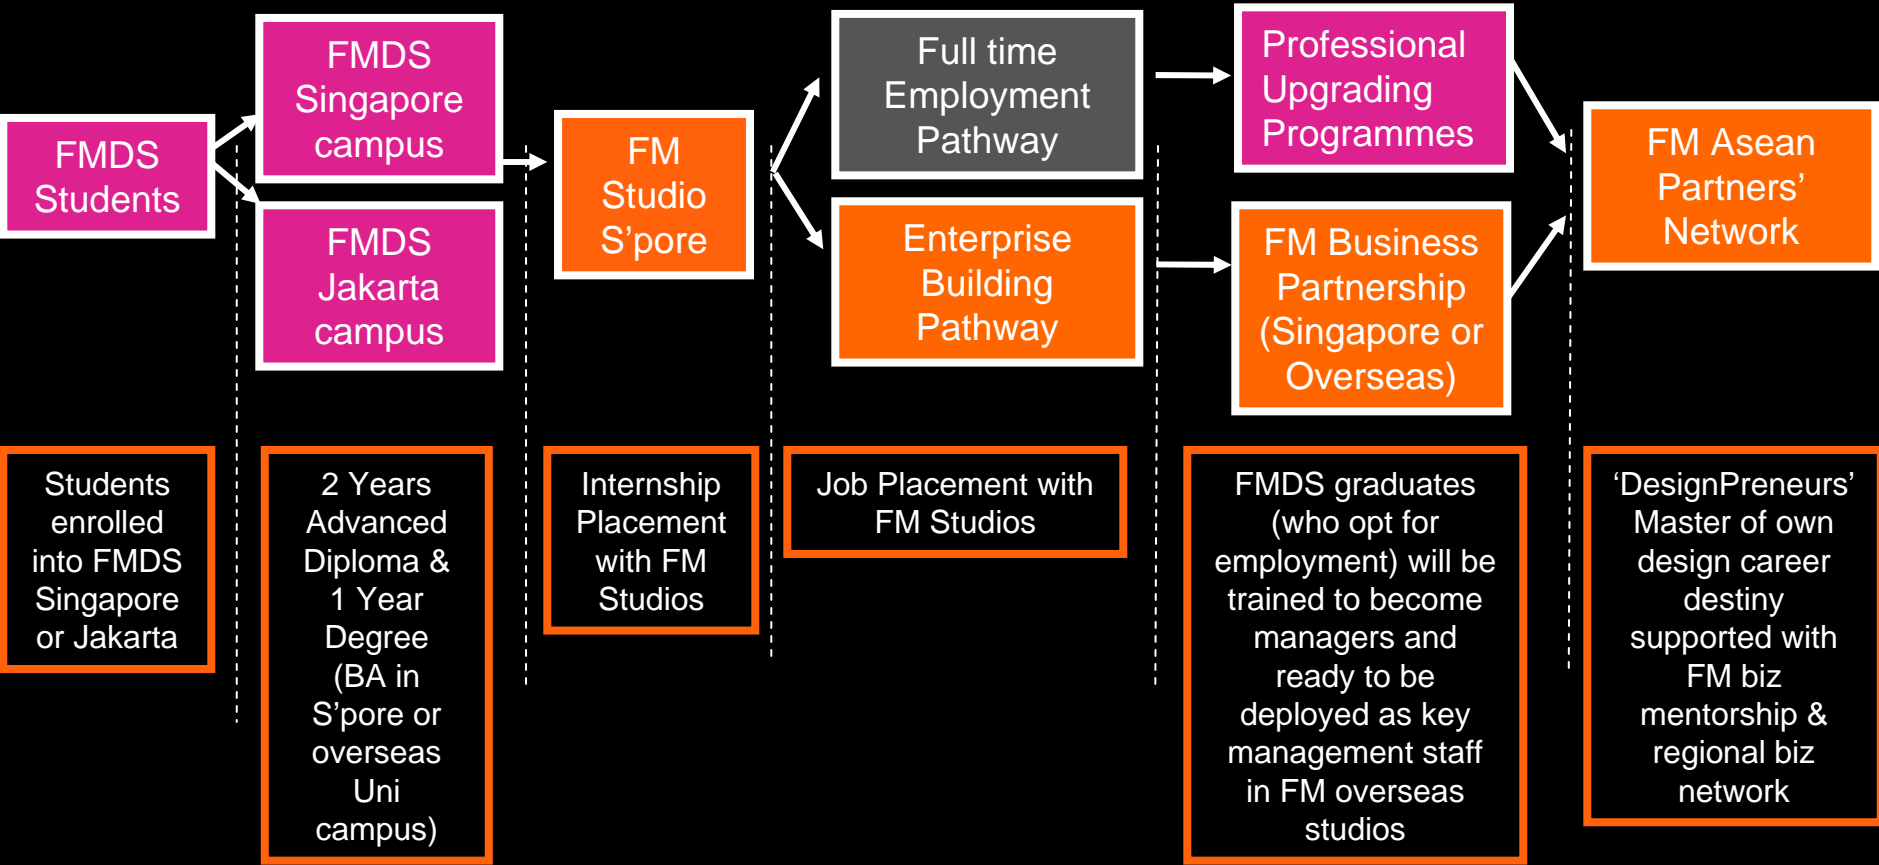 FMDS
Students
FMDS
Singapore
campus
FMDS
Jakarta
campus
FM
Studio
S’pore
Full time
Employment
Pathway
Enterprise
Building
Pathway
Professional
Upgrading
Programmes
FM Business
Partnership
(Singapore or
Overseas)
FM Asean
Partners’
Network
Students
enrolled
into FMDS
Singapore
or Jakarta
2 Years
Advanced
Diploma &
1 Year
Degree
(BA in
S’pore or
overseas
Uni
campus)
Internship
Placement
with FM
Studios
Job Placement with
FM Studios
FMDS graduates
(who opt for
employment) will be
trained to become
managers and
ready to be
deployed as key
management staff
in FM overseas
studios
‘DesignPreneurs’
Master of own
design career
destiny
supported with
FM biz
mentorship &
regional biz
network